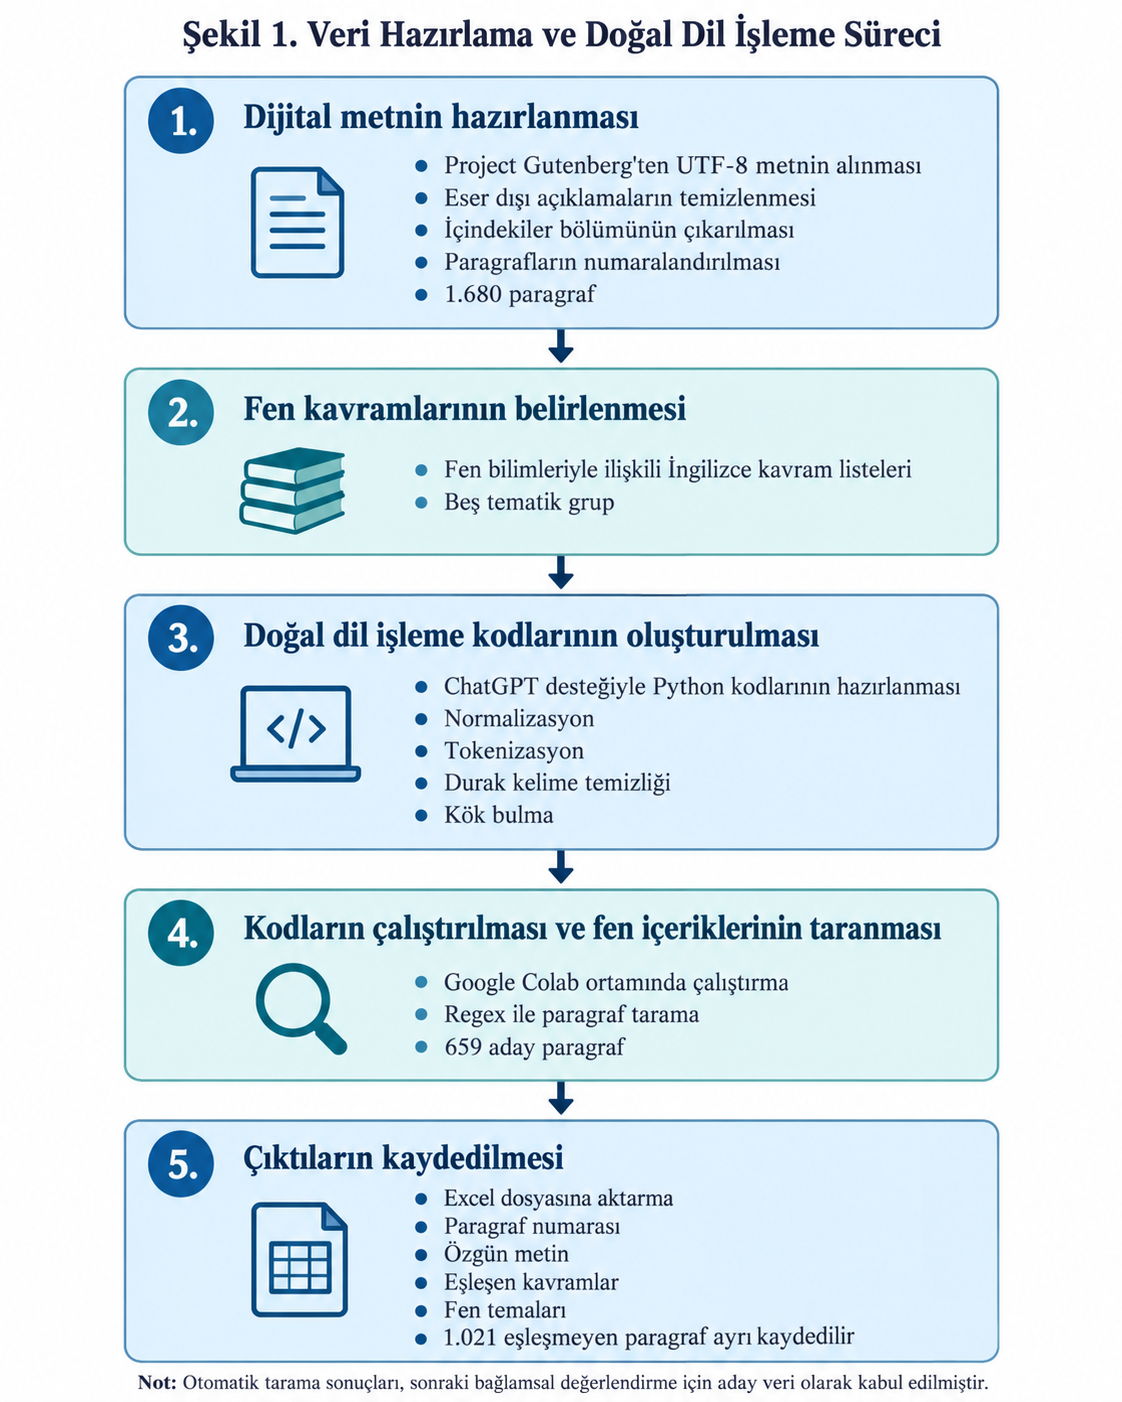 Şekil 1. Veri Hazırlama ve Doğal Dil İşleme Süreci
1.
Dijital metnin hazırlanması
● Project Gutenberg'ten UTF-8 metnin alınması
● Eser dışı açıklamaların temizlenmesi
● İçindekiler bölümünün çıkarılması
● Paragrafların numaralandırılması
● 1.680 paragraf
2.
Fen kavramlarının belirlenmesi
● Fen bilimleriyle ilişkili İngilizce kavram listeleri
● Beş tematik grup
3.
Doğal dil işleme kodlarının oluşturulması
</>
● ChatGPT desteğiyle Python kodlarının hazırlanması
● Normalizasyon
● Tokenizasyon
● Durak kelime temizliği
● Kök bulma
4.
Kodların çalıştırılması ve fen içeriklerinin taranması
● Google Colab ortamında çalıştırma
● Regex ile paragraf tarama
● 659 aday paragraf
5.
Çıktıların kaydedilmesi
● Excel dosyasına aktarma
● Paragraf numarası
● Özgün metin
● Eşleşen kavramlar
● Fen temaları
● 1.021 eşleşmeyen paragraf ayrı kaydedilir
Not: Otomatik tarama sonuçları, sonraki bağlamsal değerlendirme için aday veri olarak kabul edilmiştir.